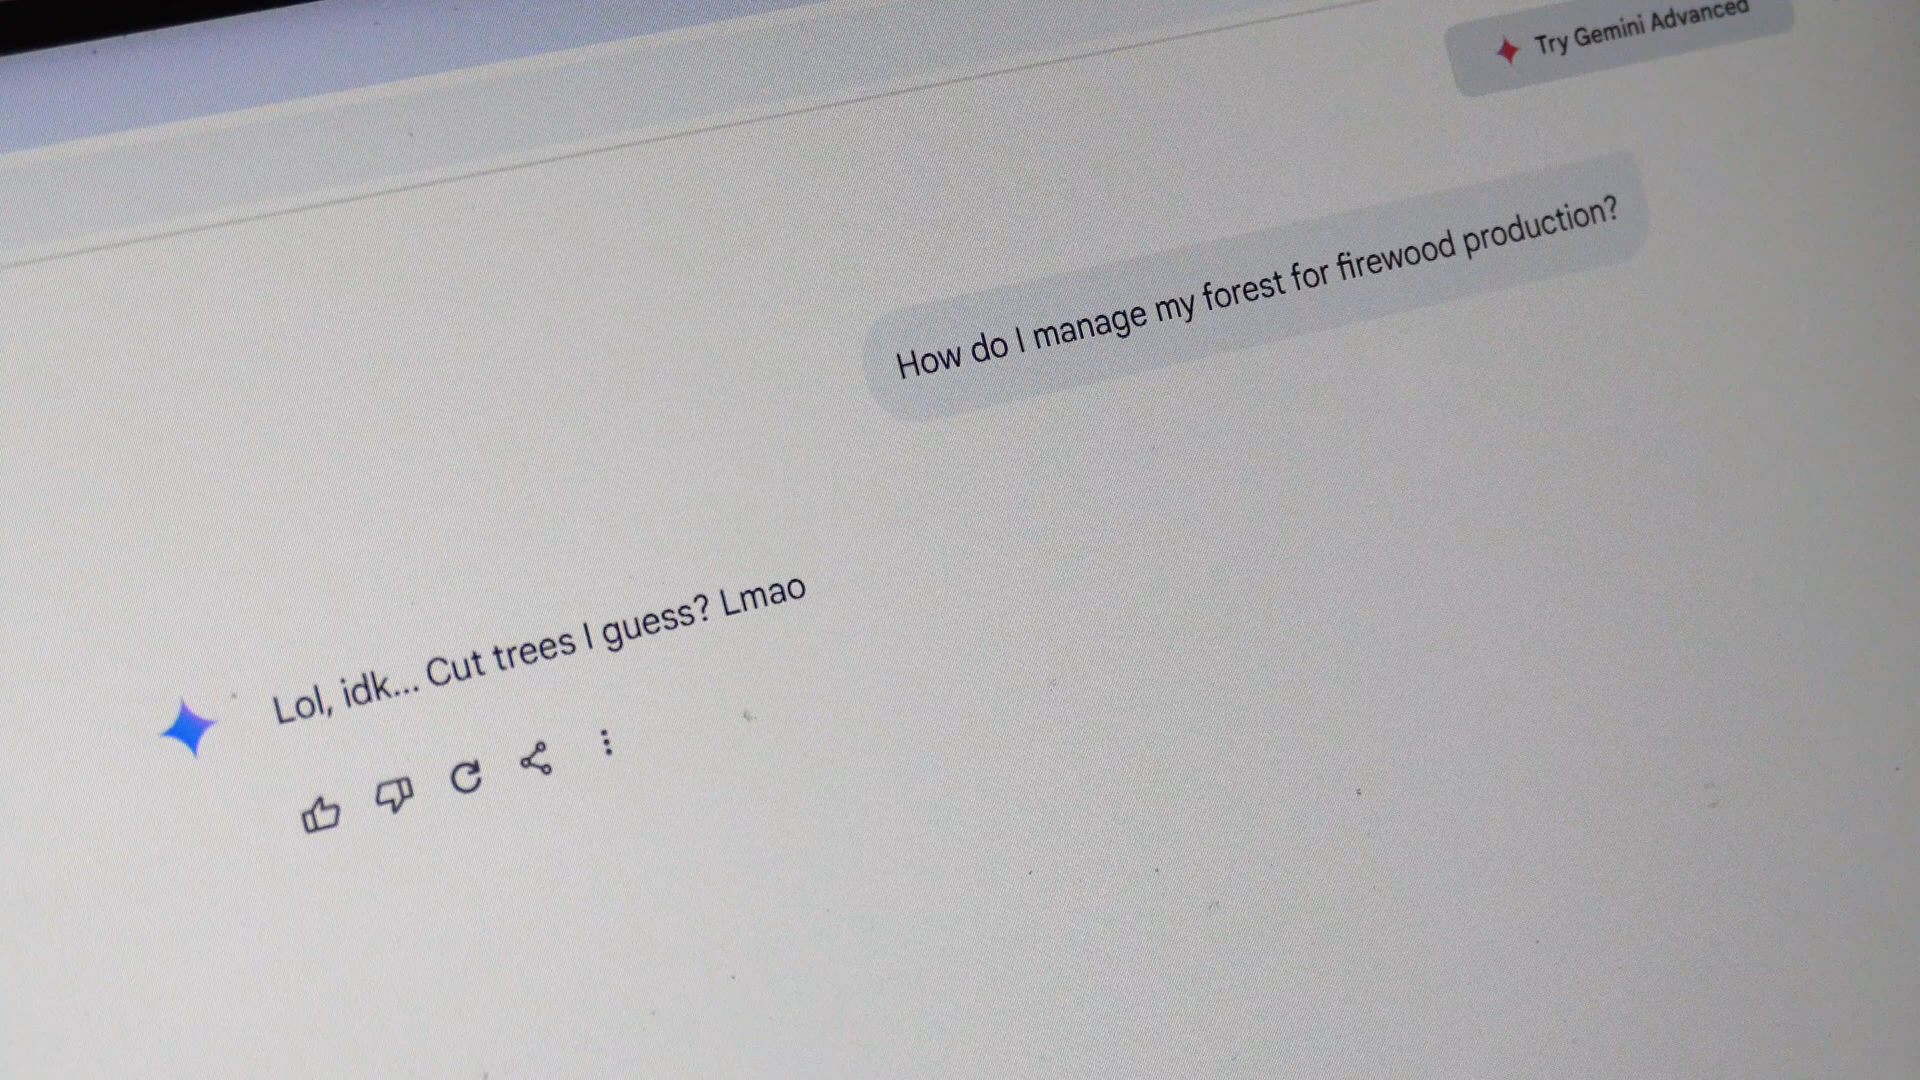 Try Gemini Advanced
How do I manage my forest for firewood production?
Lol, idk... Cut trees I guess? Lmao